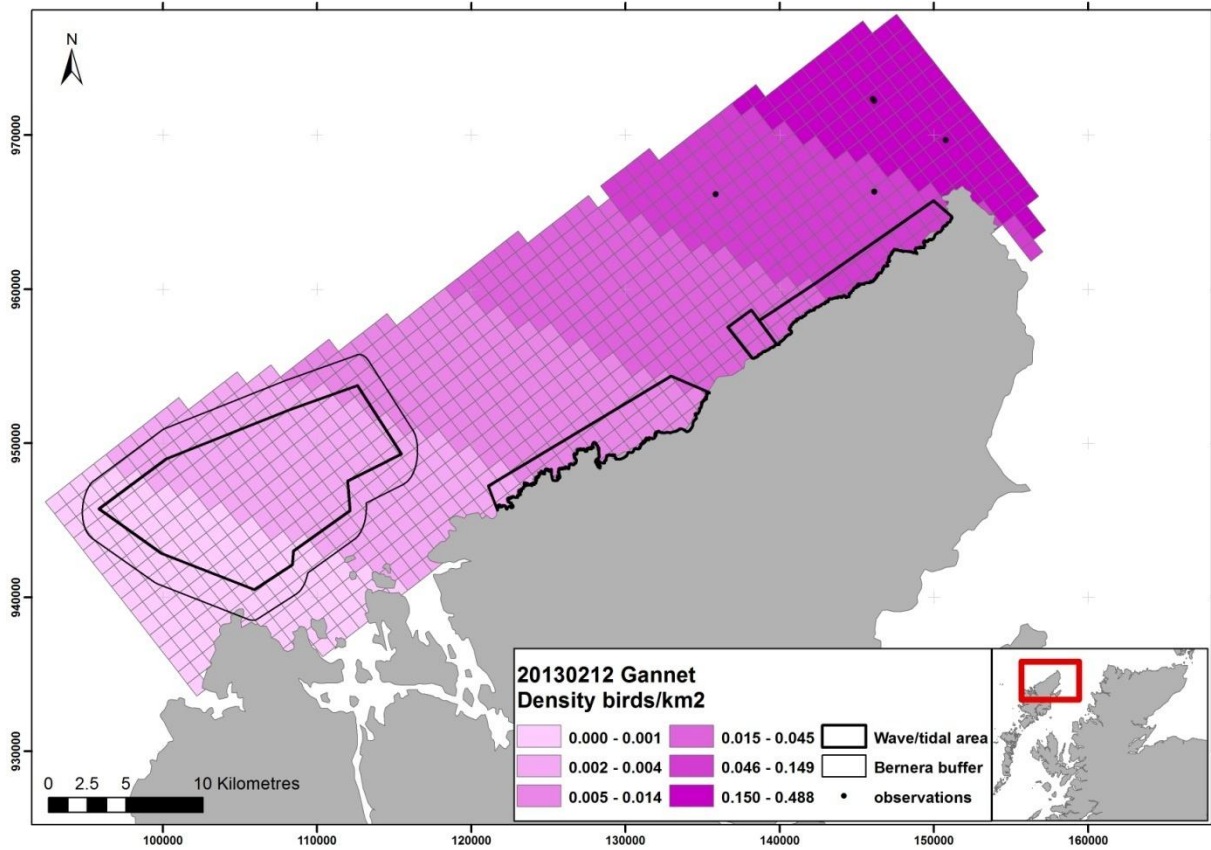 N
970000
960000
950000
940000
930000
20130212 Gannet
Density birds/km2
0.000 - 0.001
0.015 - 0.045
Wave/tidal area
0.002 - 0.004
0.046 - 0.149
Bernera buffer
0.005 - 0.014
0.150 - 0.488
observations
0 2.5 5 10 Kilometres
100000 110000 120000 130000 140000 150000 160000